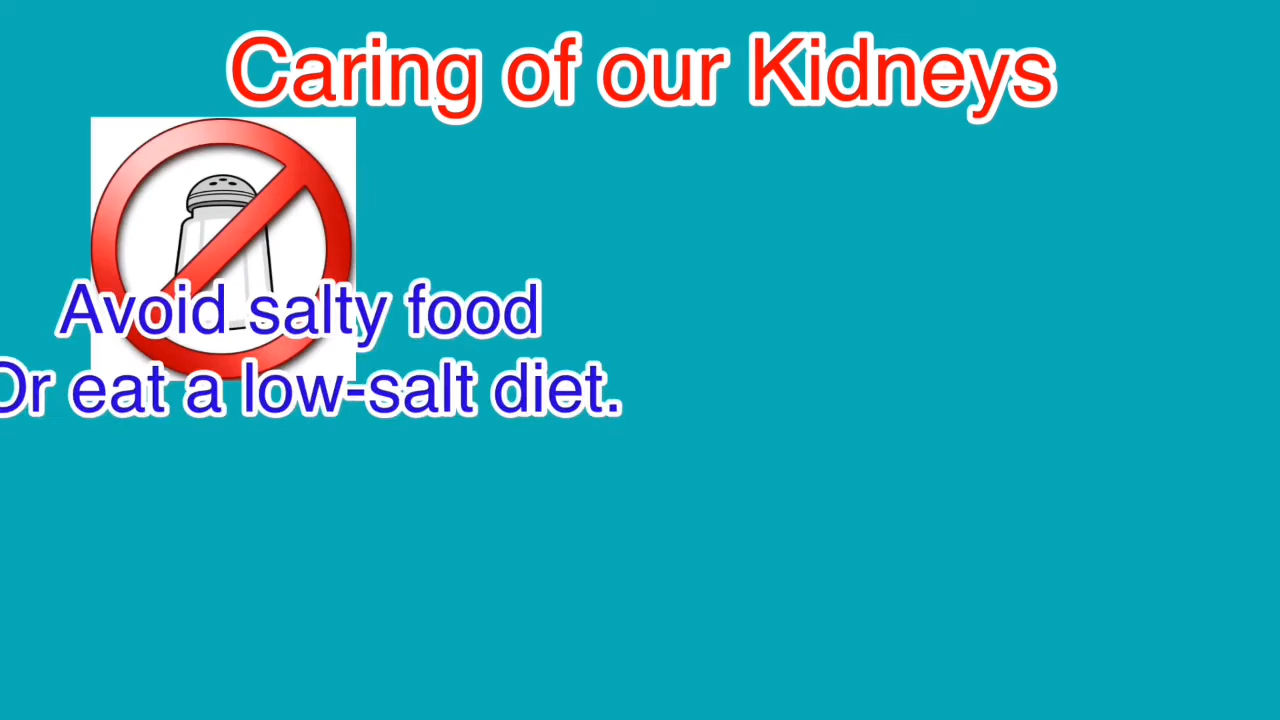 Caring of our Kidneys
Avoid salty food
Or eat a low-salt diet.